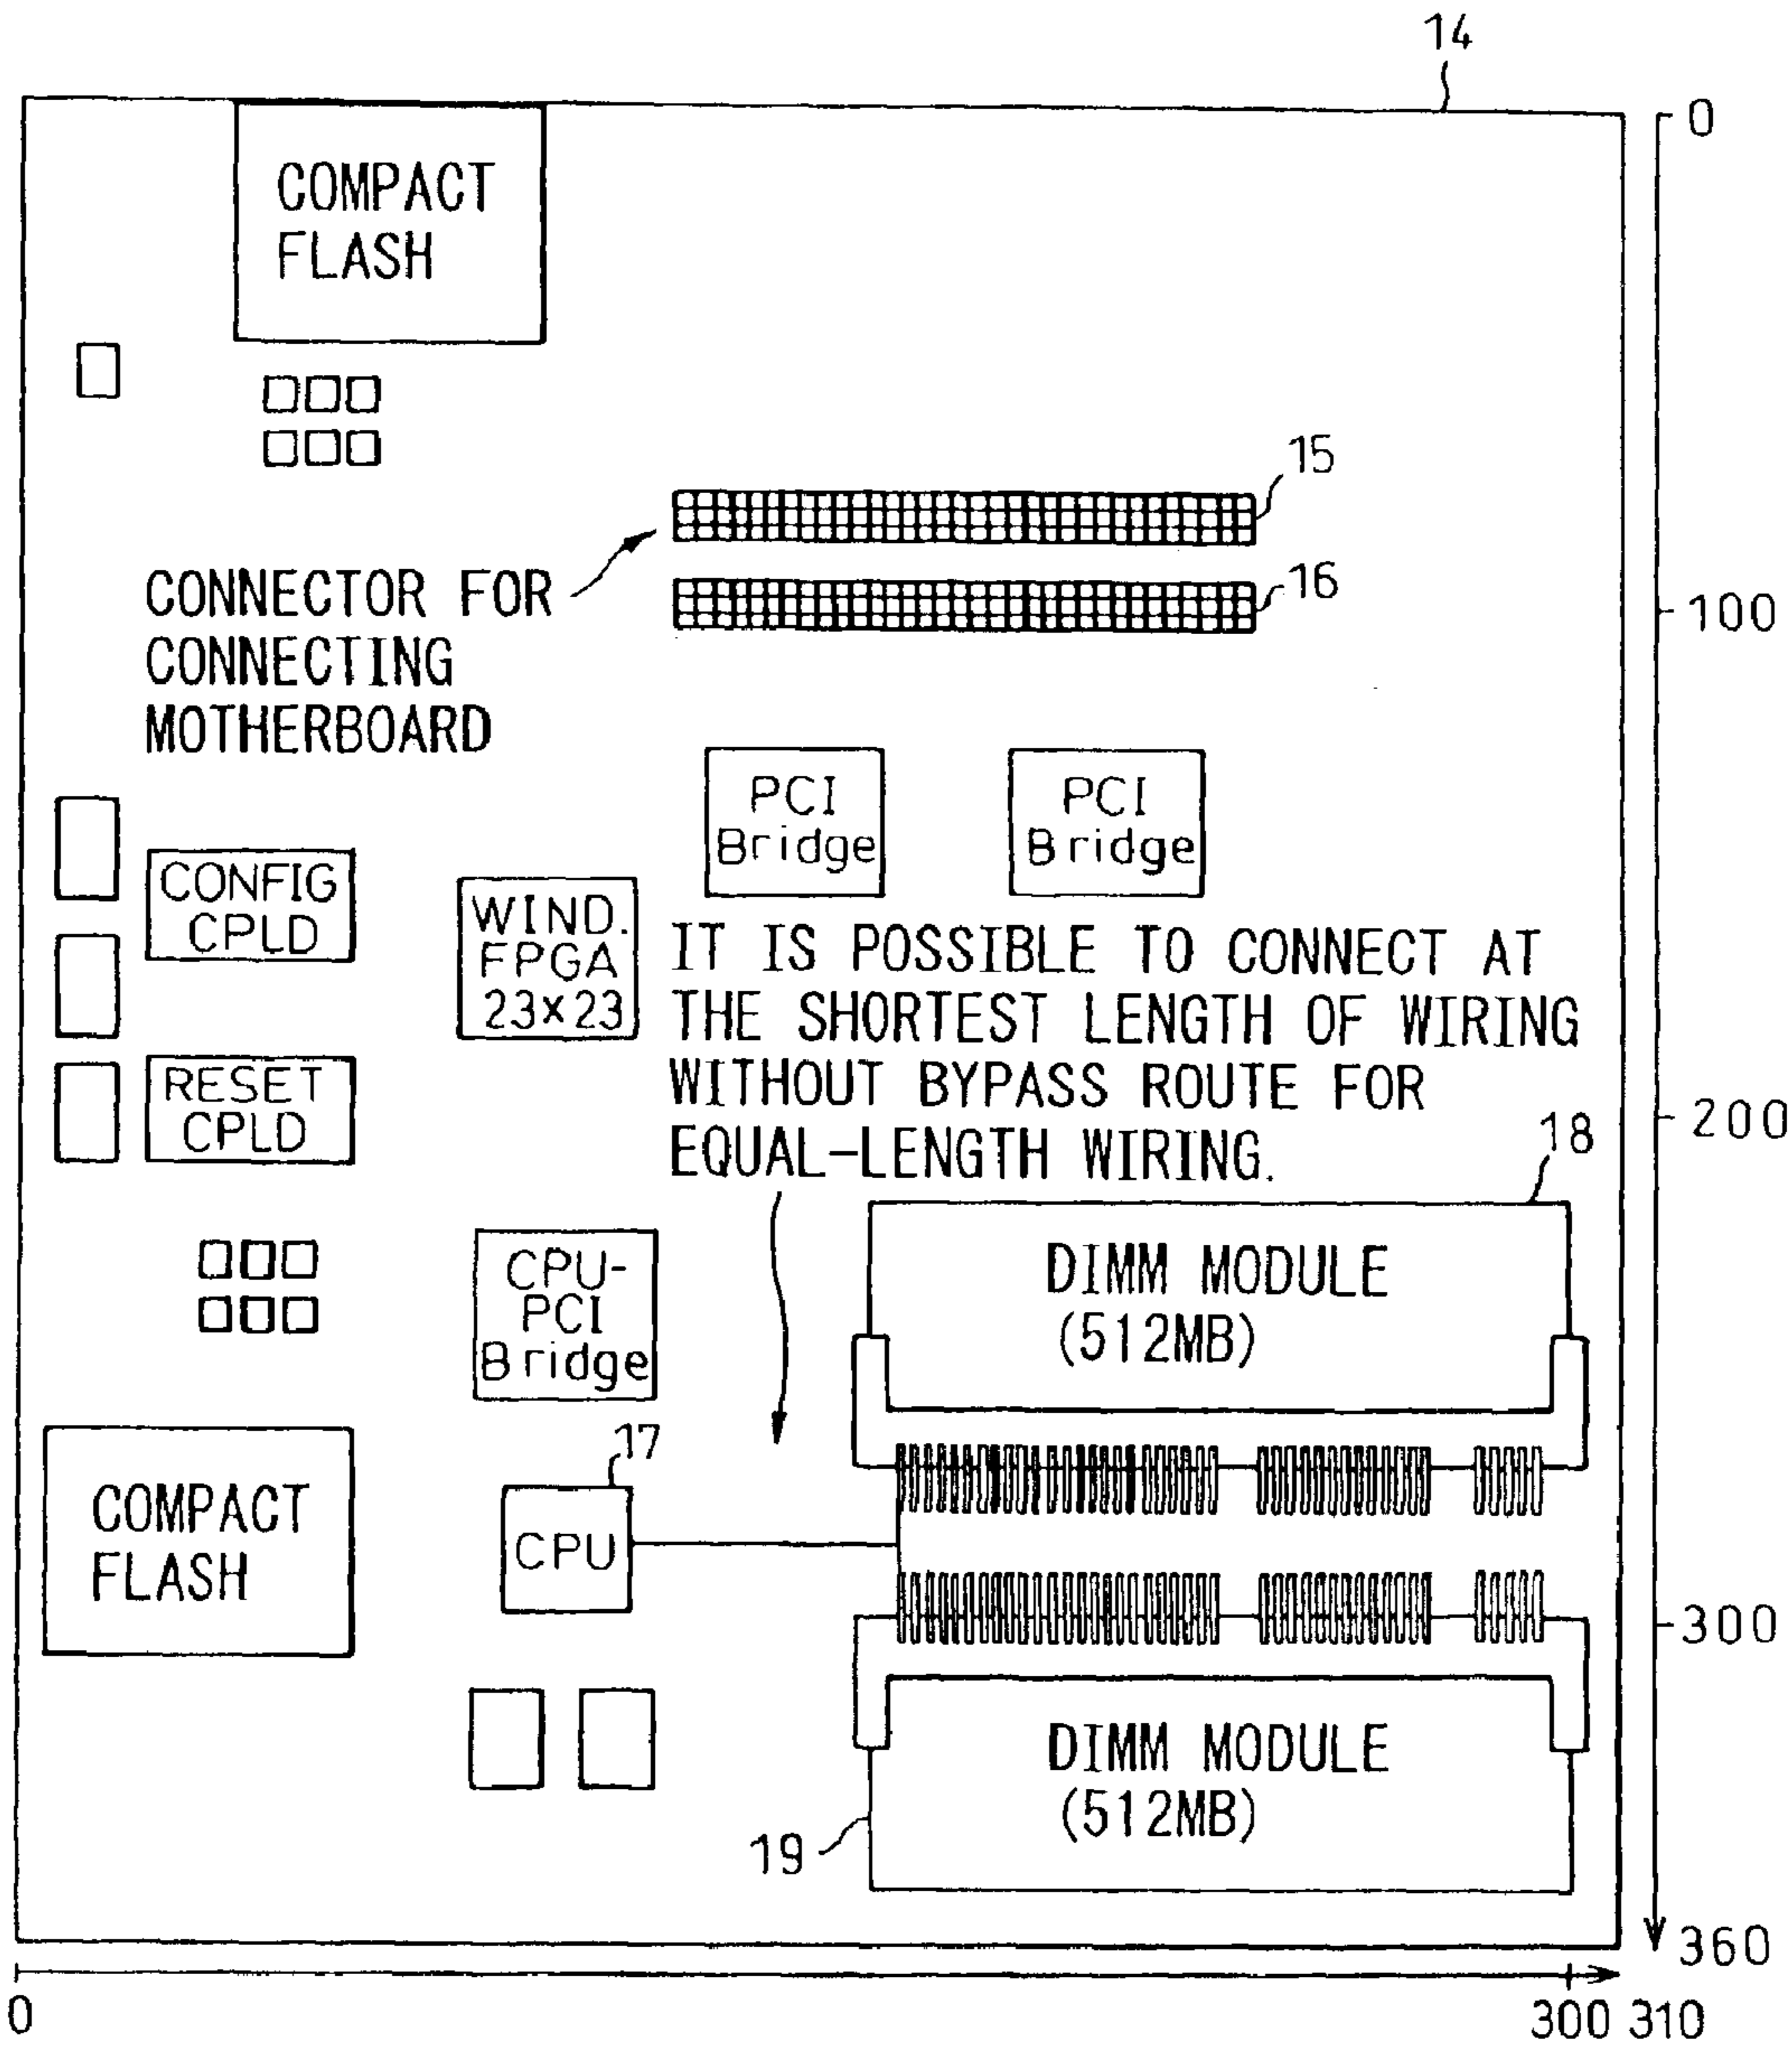 14
0
COMPACT
FLASH
15
16
CONNECTOR FOR
CONNECTING
MOTHERBOARD
100
PCI
Bridge
PCI
Bridge
CONFIG
CPLD
WIND.
FPGA
23×23
IT IS POSSIBLE TO CONNECT AT
THE SHORTEST LENGTH OF WIRING
WITHOUT BYPASS ROUTE FOR
EQUAL-LENGTH WIRING.
RESET
CPLD
200
18
CPU-
PCI
Bridge
DIMM MODULE
(512MB)
17
COMPACT
FLASH
CPU
300
DIMM MODULE
(512MB)
19
360
0
300 310